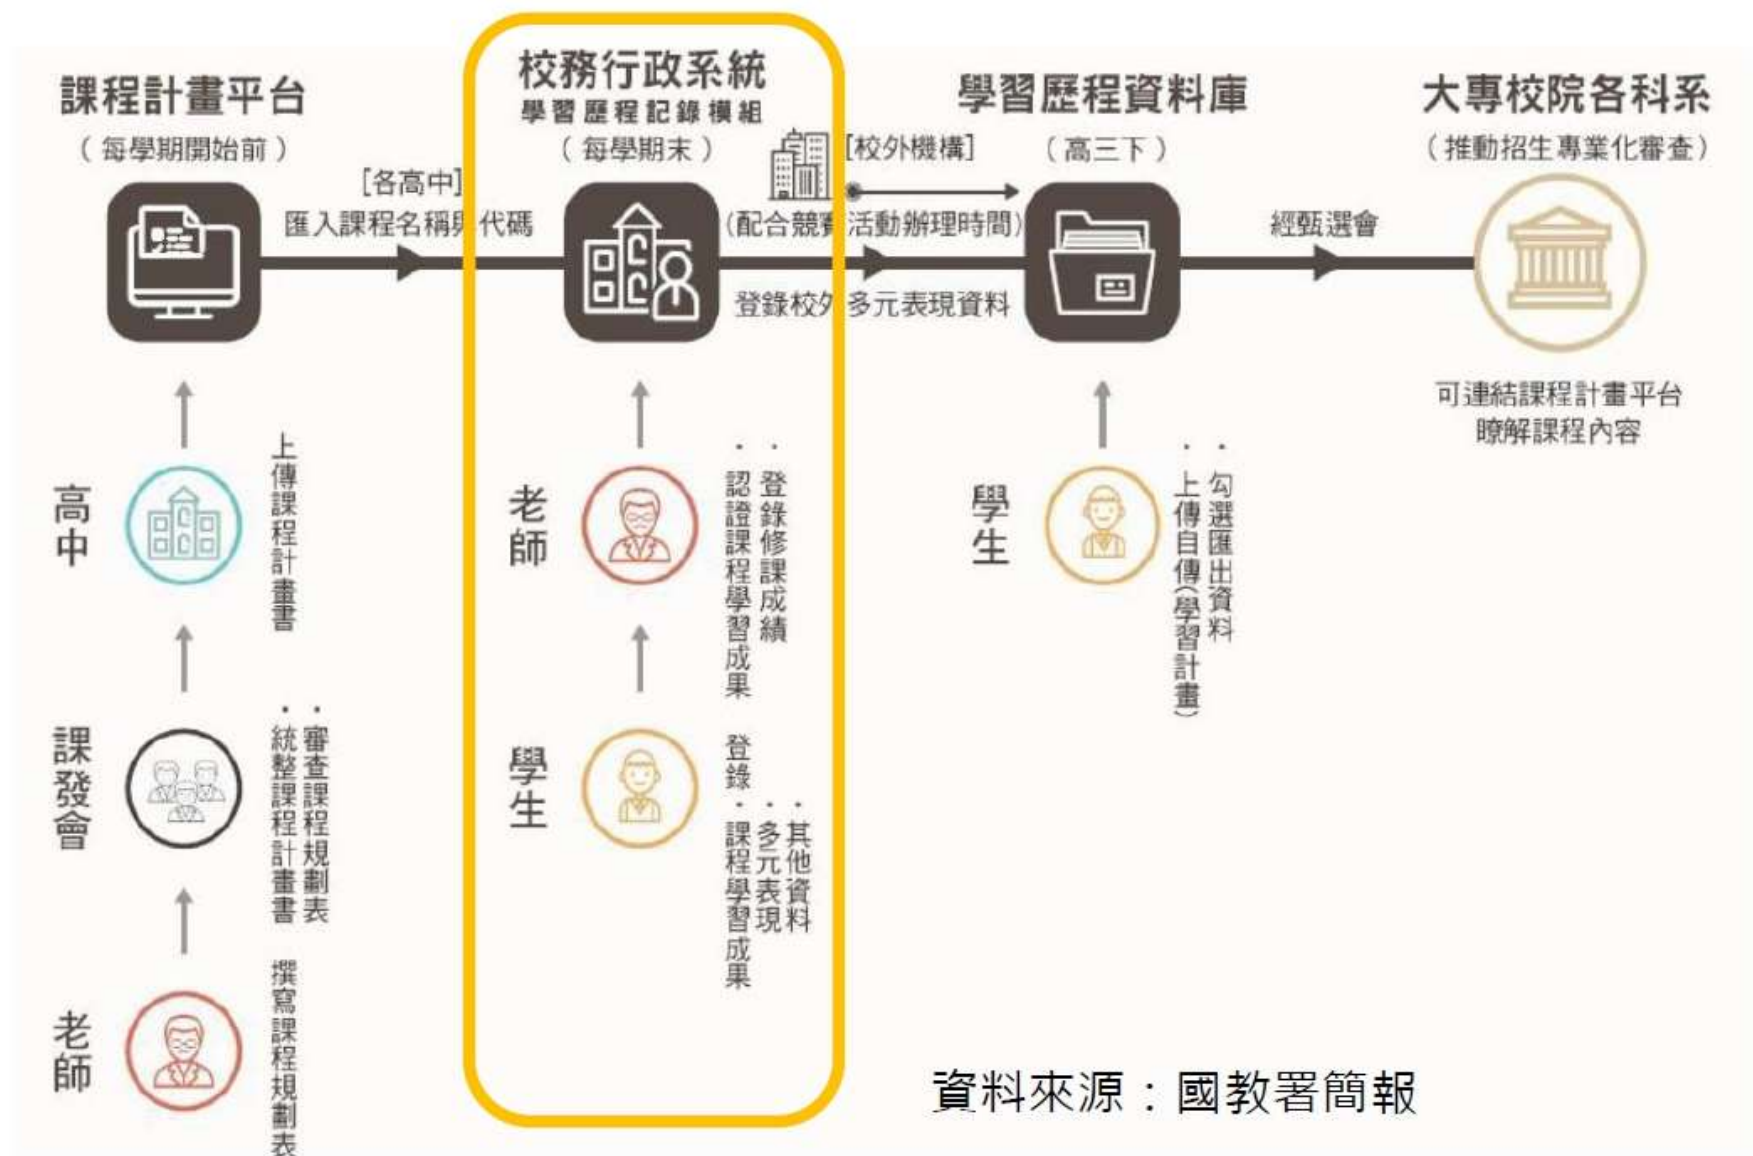 課程計畫平台
(每學期開始前)
[各高中]
匯入課程名稱與代碼
校務行政系統
學習歷程記錄模組
(每學期末)
[校外機構]
(配合競賽活動辦理時間)
登錄校外多元表現資料
學習歷程資料庫
(高三下)
經甄選會
大專校院各科系
(推動招生專業化審查)
可連結課程計畫平台
瞭解課程內容
高中
上傳課程計畫書
課發會
·審查課程規劃表
·統整課程計畫書
老師
撰寫課程規劃表
老師
·登錄修課成績
·認證課程學習成果
學生
登錄
·其他資料
·多元表現
·課程學習成果
學生
·勾選匯出資料
·上傳自傳(學習計畫)
資料來源：國教署簡報